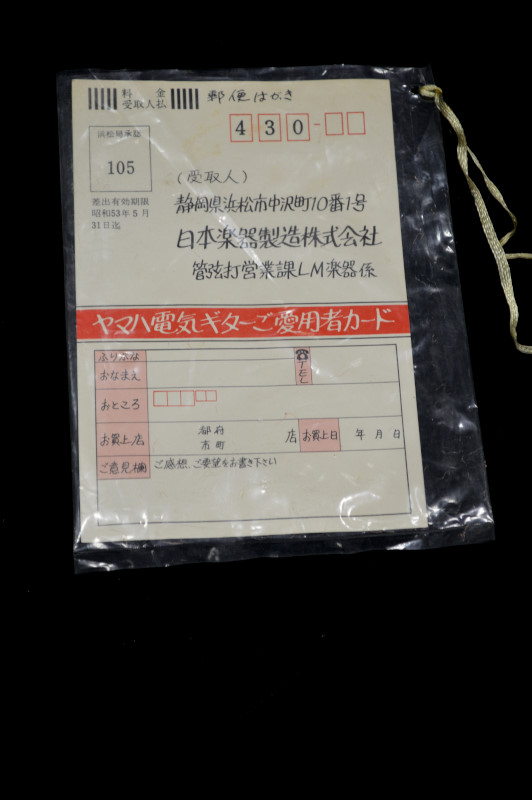 料金
受取人払
郵便はがき
430-
浜松局承認
105
差出有効期限
昭和53年5月
31日迄
(受取人)
静岡県浜松市中沢町10番1号
日本楽器製造株式会社
管弦打営業課LM楽器係
ヤマハ電気ギターご愛用者カード
ふりがな
おなまえ
☎TEL
おところ
お買上店
都府
市町
店
お買上日
年月日
ご意見欄
ご感想、ご要望をお書き下さい